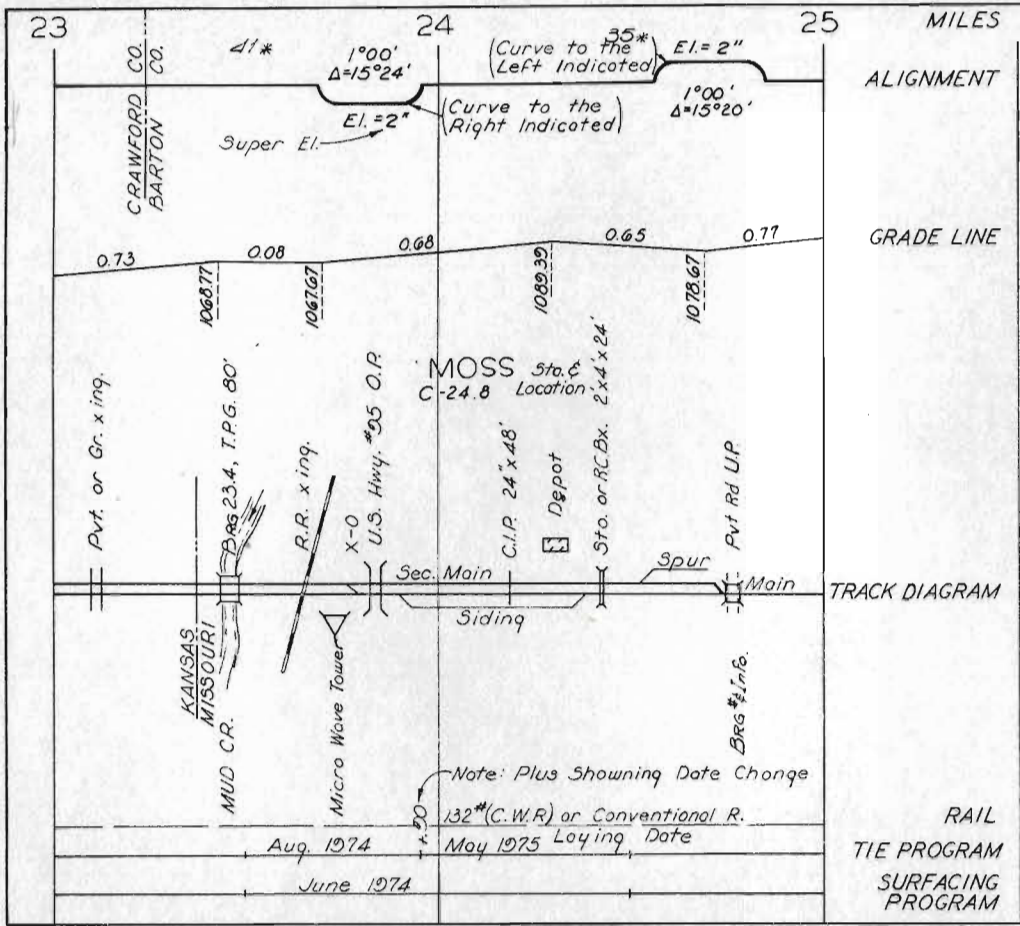 23 24 25 MILES
CRAWFORD CO.
BARTON CO.
41*
1°00'
Δ=15°24'
El.=2"
Super El.
(Curve to the Right Indicated)
(Curve to the Left Indicated)
35*
El.=2"
1°00'
Δ=15°20'
ALIGNMENT
0.73 0.08 0.68 0.65 0.77
GRADE LINE
1068.77
1067.67
1089.39
1078.67
MOSS Sta. &
C-24.8 Location
Pvt. or Gr. x ing.
BRG 23.4, T.P.G. 80'
R.R. x ing.
X-O
U.S. Hwy. #95 O.P.
C.I.P. 24"x48'
Depot
Sto. or R.C.Bx. 2'x4'x24'
Pvt Rd U.P.
Sec. Main
Spur
Main
TRACK DIAGRAM
Siding
KANSAS
MISSOURI
MUD CR.
Micro Wave Tower
BRG # & Info.
Note: Plus Showning Date Change
132#(C.W.R) or Conventional R.
RAIL
Laying Date
Aug. 1974 May 1975
TIE PROGRAM
June 1974
SURFACING
PROGRAM